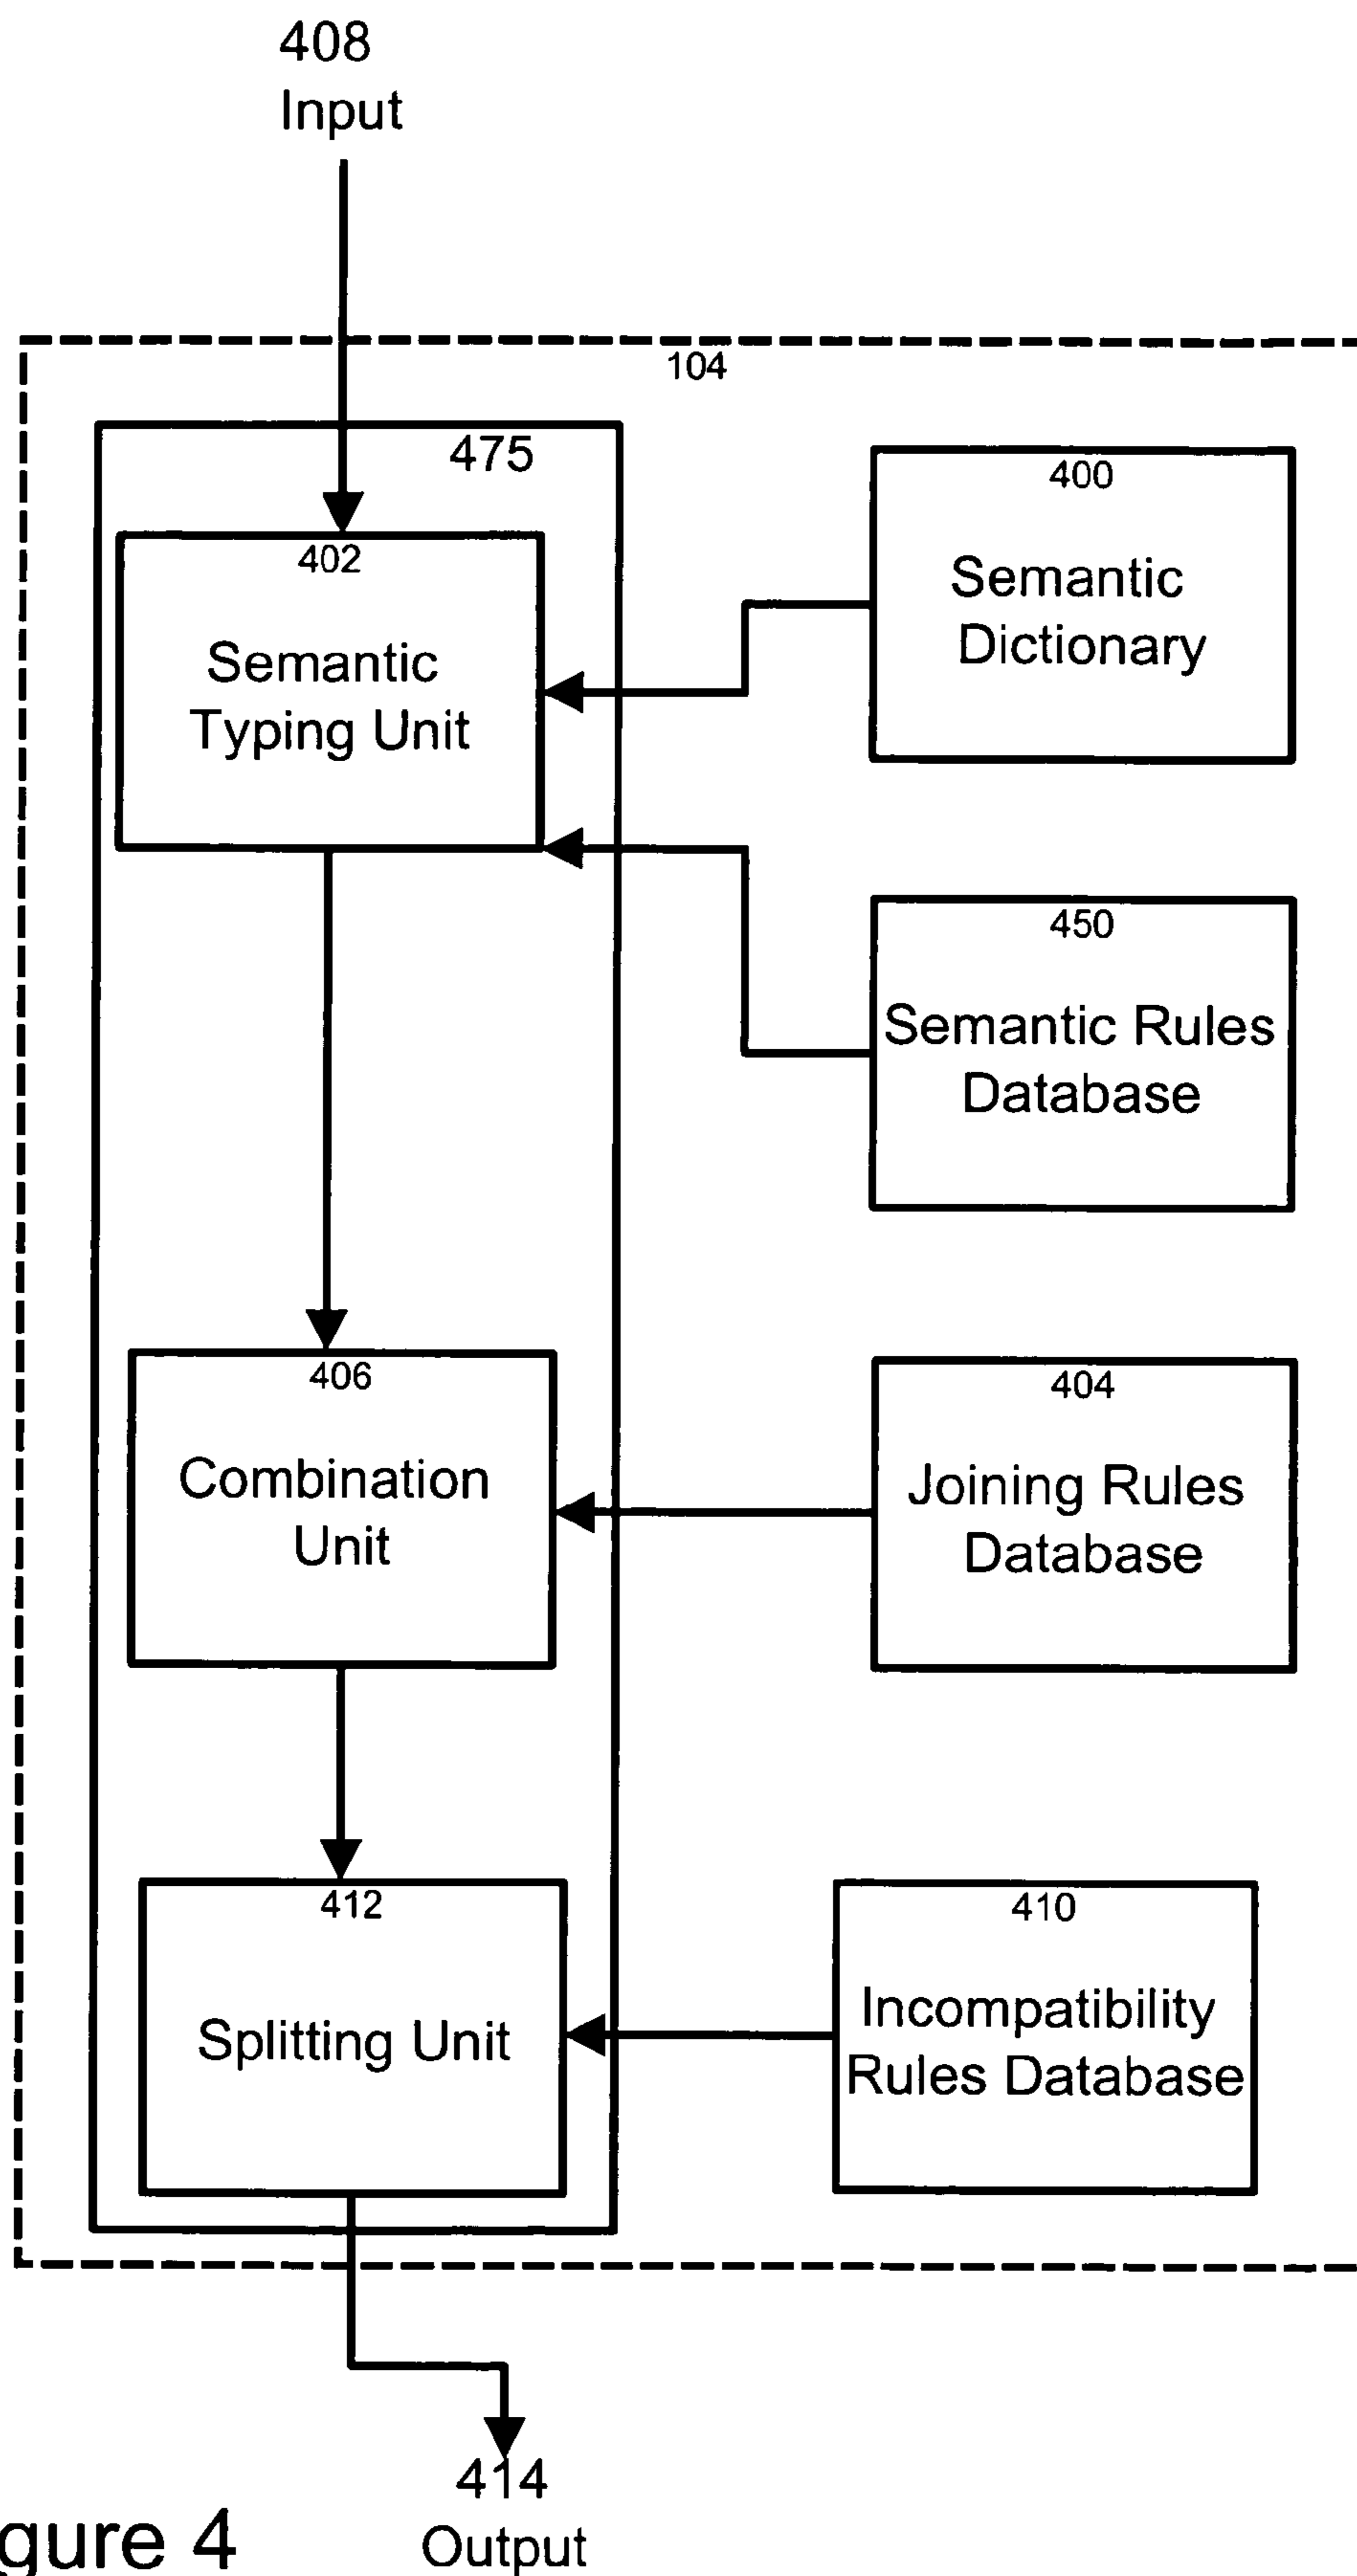 408
Input
104
475
400
Semantic
Dictionary
402
Semantic
Typing Unit
450
Semantic Rules
Database
406
Combination
Unit
404
Joining Rules
Database
412
Splitting Unit
410
Incompatibility
Rules Database
414
Output
gure 4